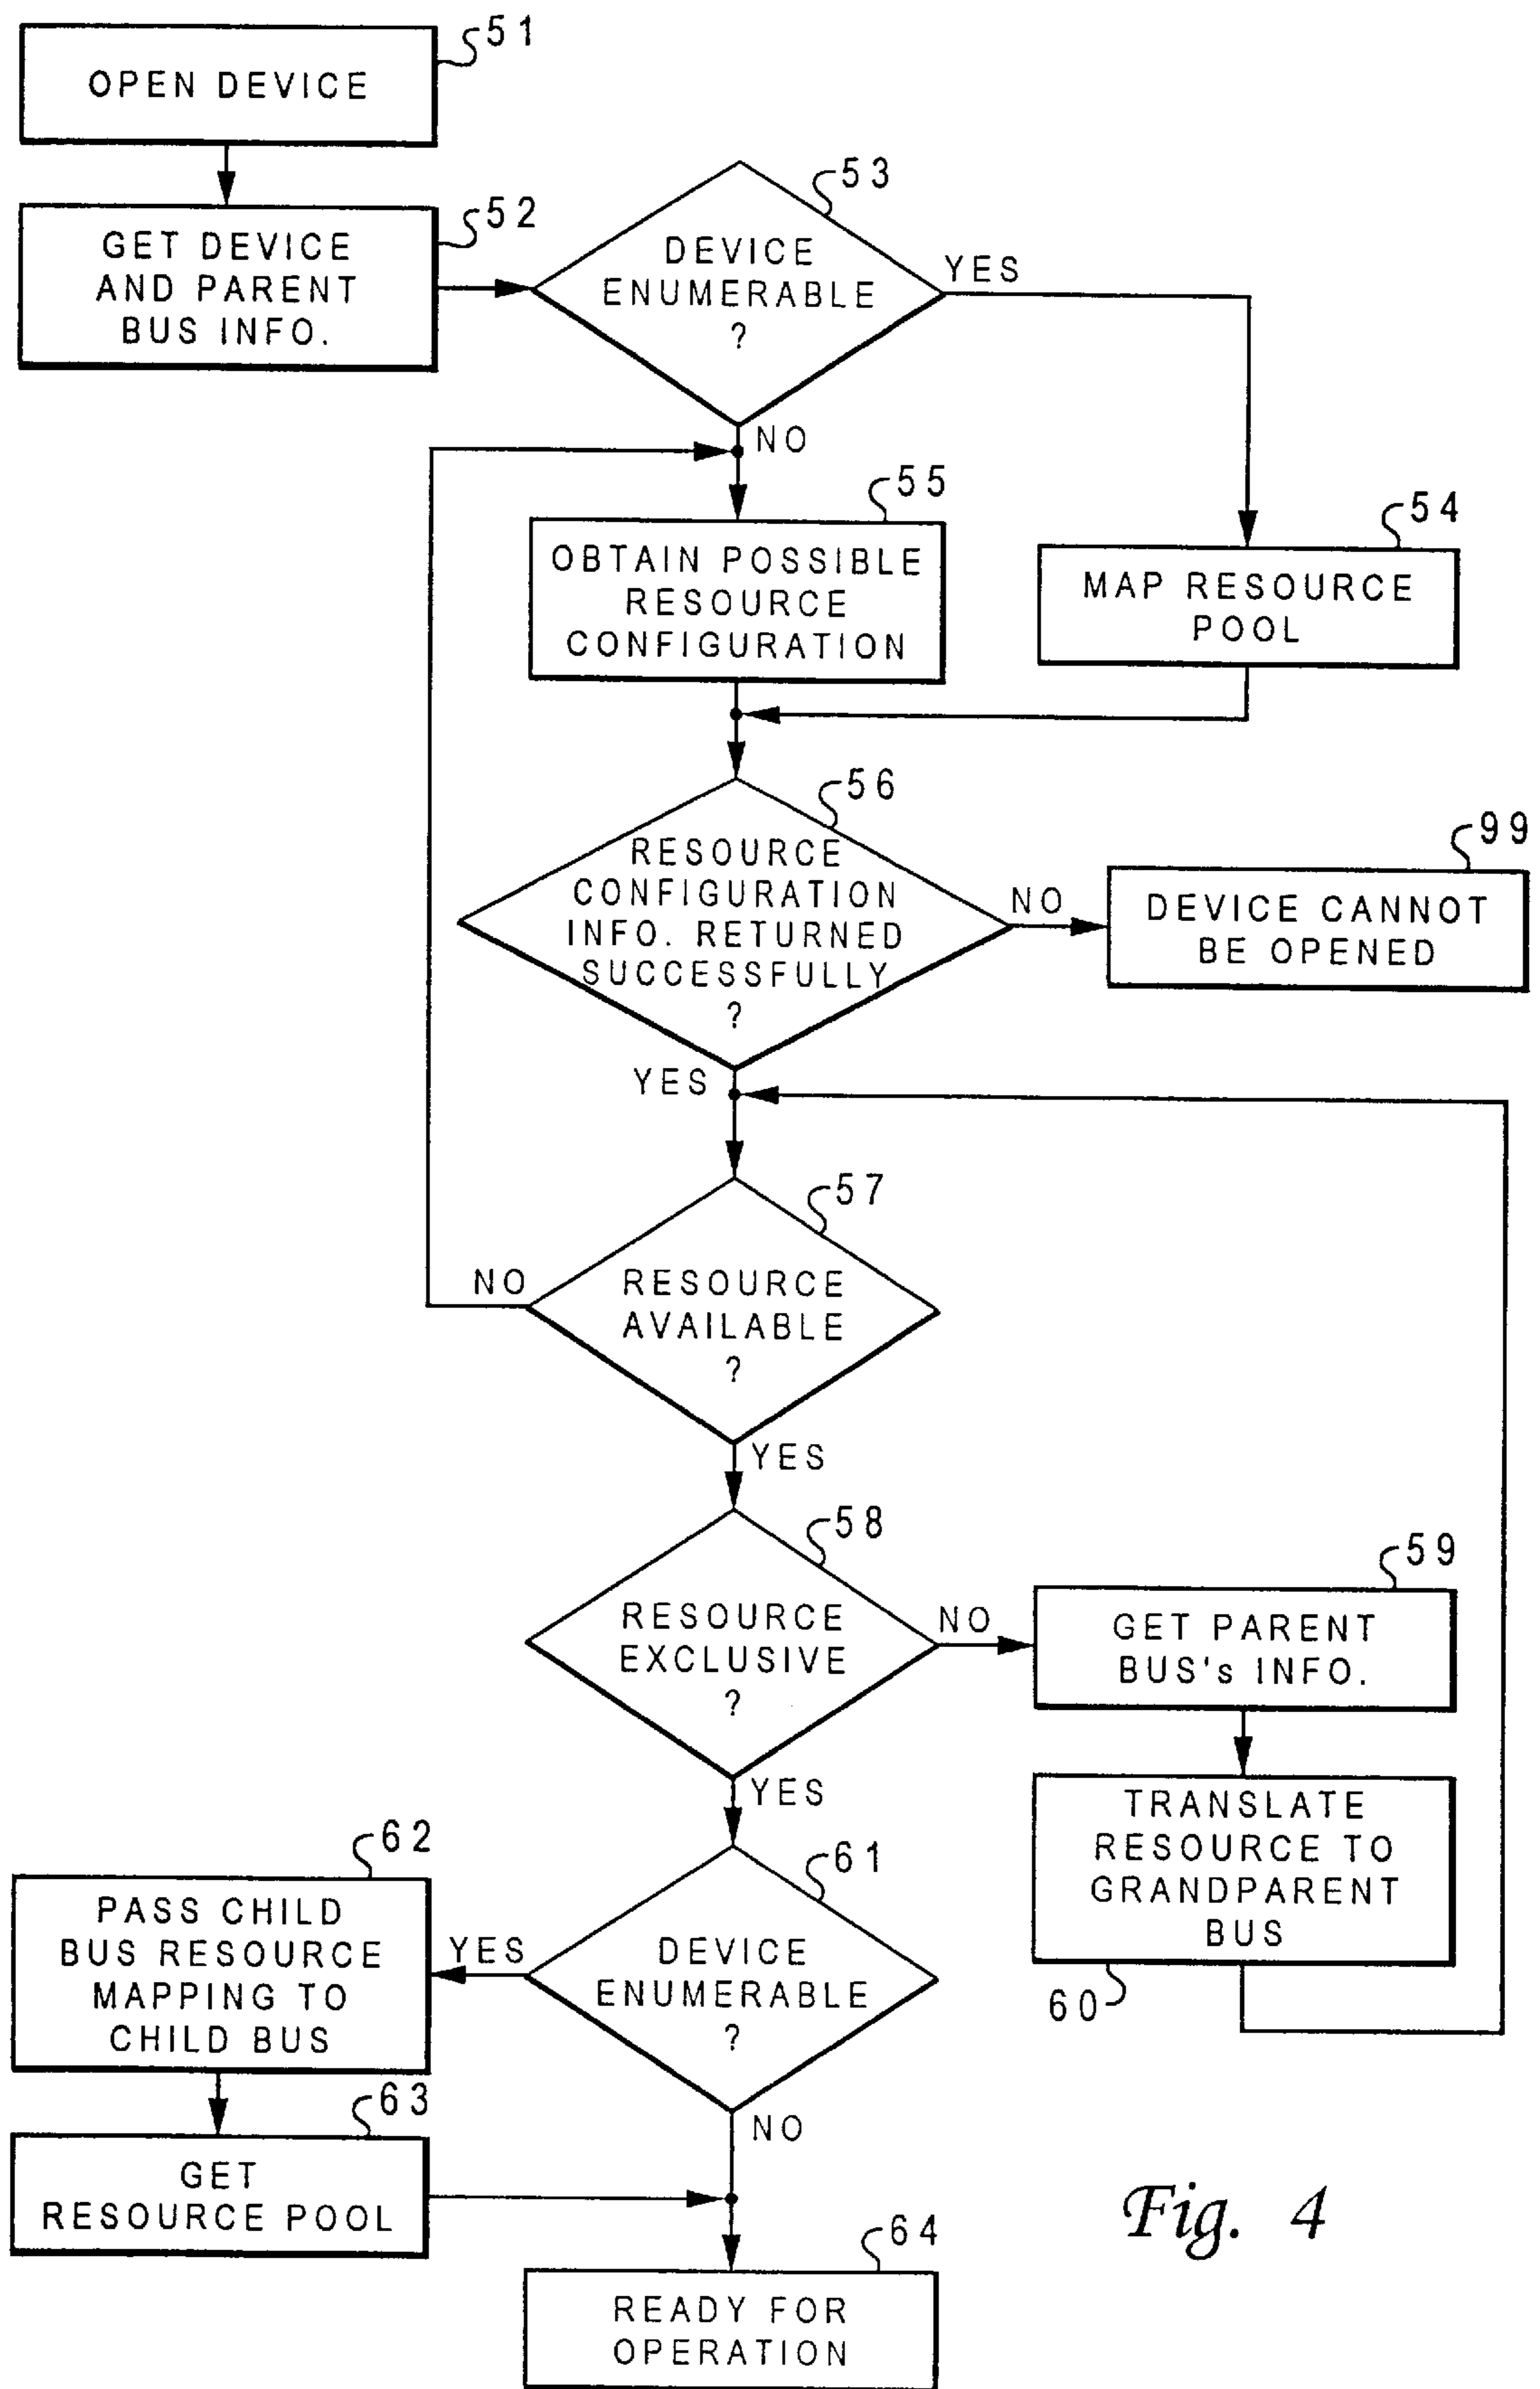 51
OPEN DEVICE
52
GET DEVICE
AND PARENT
BUS INFO.
53
DEVICE
ENUMERABLE
?
YES
NO
54
MAP RESOURCE
POOL
55
OBTAIN POSSIBLE
RESOURCE
CONFIGURATION
56
RESOURCE
CONFIGURATION
INFO. RETURNED
SUCCESSFULLY
?
NO
99
DEVICE CANNOT
BE OPENED
YES
57
RESOURCE
AVAILABLE
?
NO
YES
58
RESOURCE
EXCLUSIVE
?
NO
59
GET PARENT
BUS's INFO.
TRANSLATE
RESOURCE TO
GRANDPARENT
BUS
60
YES
61
DEVICE
ENUMERABLE
?
YES
62
PASS CHILD
BUS RESOURCE
MAPPING TO
CHILD BUS
63
GET
RESOURCE POOL
NO
64
READY FOR
OPERATION
Fig. 4